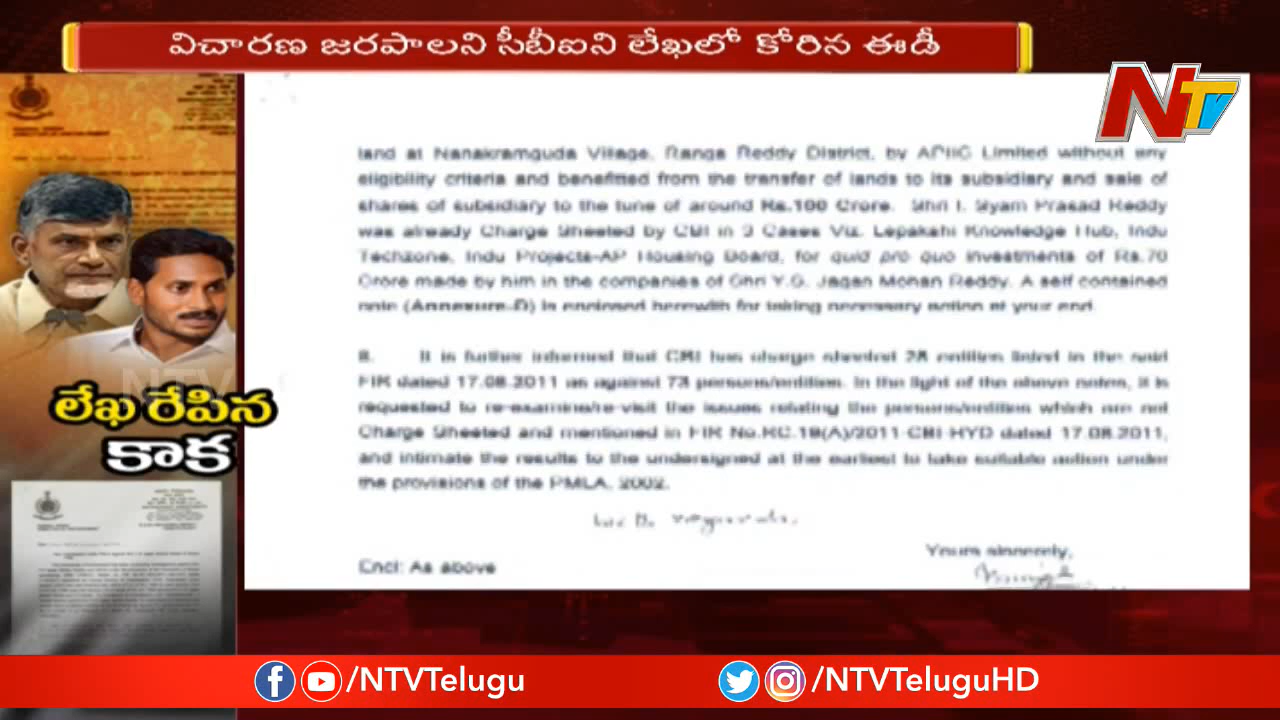 విచారణ జరపాలని సీబీఐని లేఖలో కోరిన ఈడీ
NTV
land at Nanakramguda Village, Ranga Reddy District, by APIIC Limited without any
eligibility criteria and benefitted from the transfer of lands to its subsidiary and sale of
shares of subsidiary to the tune of around Rs.100 Crore. Shri I. Syam Prasad Reddy
was already Charge Sheeted by CBI in 3 Cases Viz. Lepakshi Knowledge Hub, Indu
Techzone, Indu Projects-AP Housing Board, for quid pro quo investments of Rs.70
Crore made by him in the companies of Shri Y.S. Jagan Mohan Reddy. A self contained
note (Annexure-D) is enclosed herewith for taking necessary action at your end.
8. It is further informed that CBI has charge sheeted 28 entities listed in the said
FIR dated 17.08.2011 as against 73 persons/entities. In the light of the above notes, it is
requested to re-examine/re-visit the issues relating the persons/entities which are not
Charge Sheeted and mentioned in FIR No.RC.19(A)/2011-CBI-HYD dated 17.08.2011,
and intimate the results to the undersigned at the earliest to take suitable action under
the provisions of the PMLA, 2002.
Yours sincerely,
Encl: As above
లేఖ రేపిన
కాక
/NTVTelugu
/NTVTeluguHD